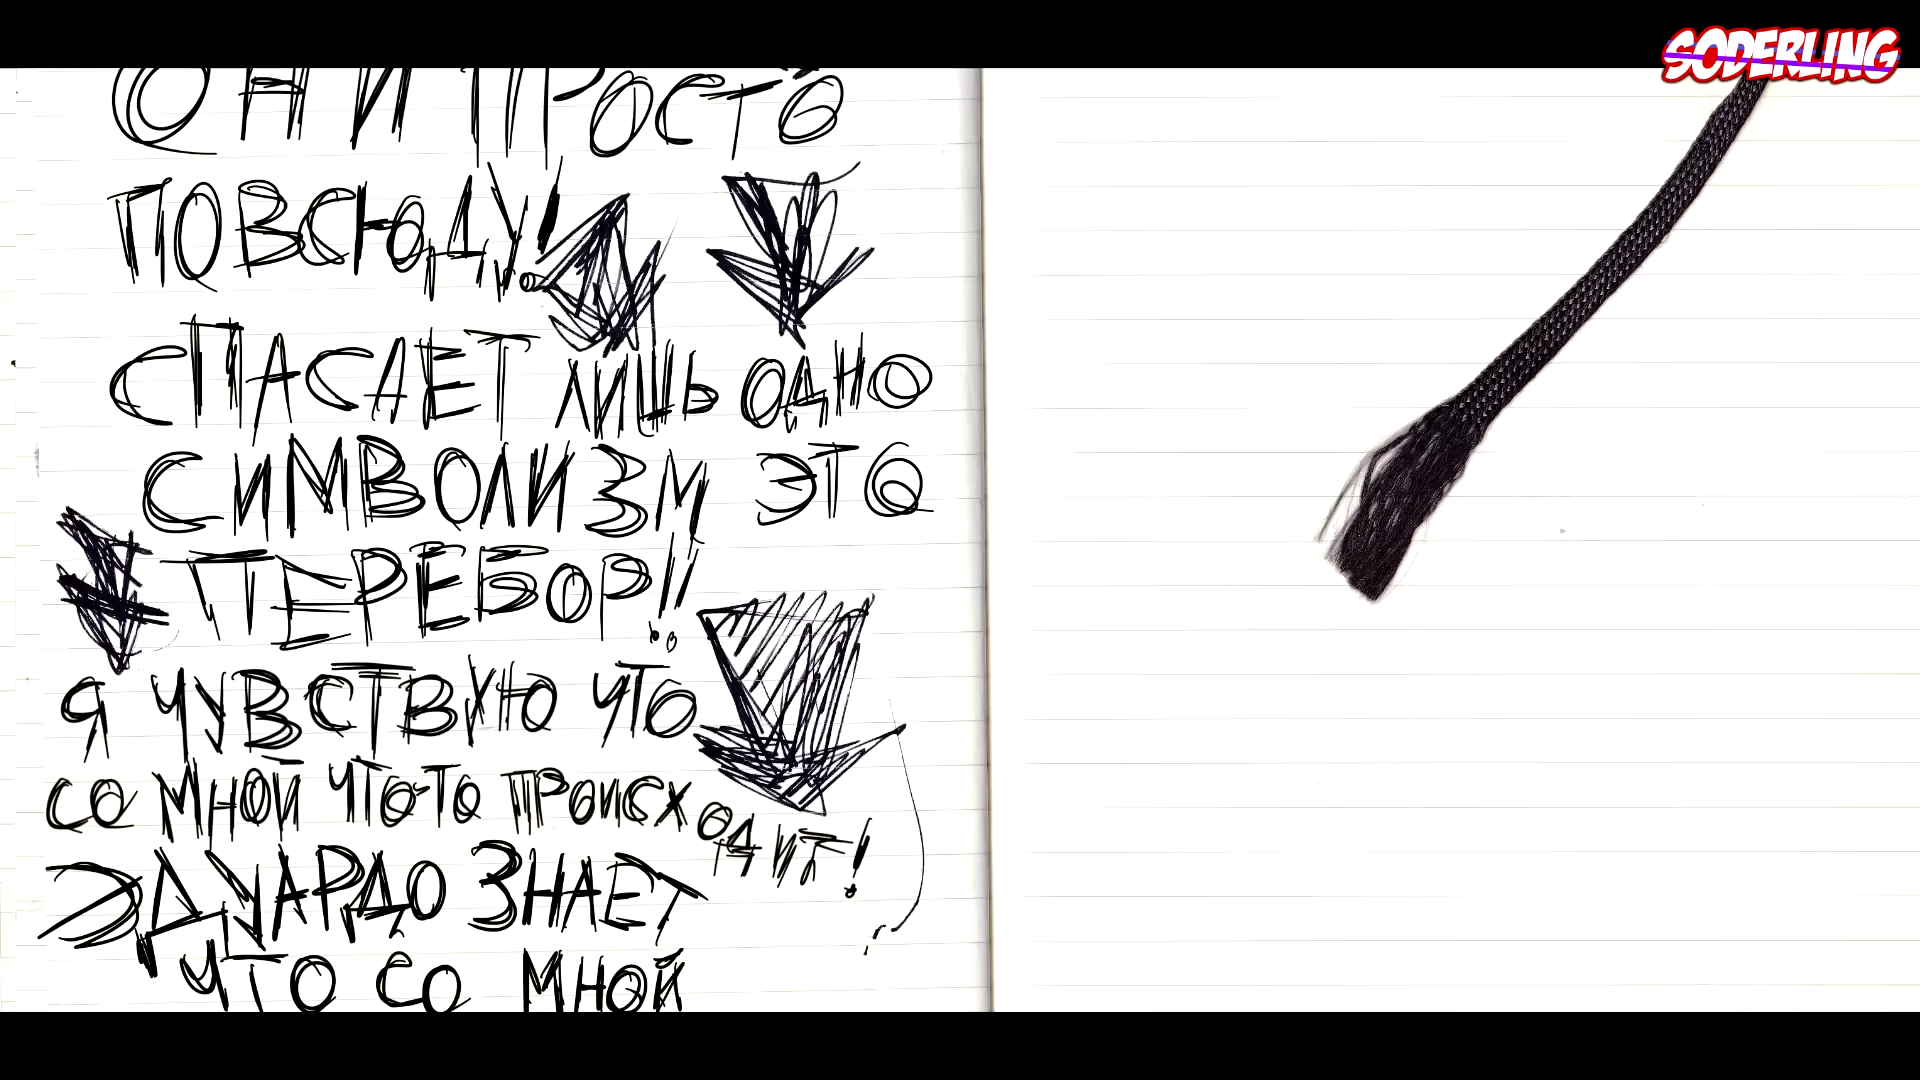 SODERLING
ОНИ ПРОСТО
ПОВСЮДУ!
СПАСАЕТ ЛИШЬ ОДНО
СИМВОЛИЗМ ЭТО
ПЕРЕБОР!!
Я ЧУВСТВУЮ ЧТО
СО МНОЙ ЧТО-ТО ПРОИСХОДИТ!
ЭДУАРДО ЗНАЕТ
ЧТО СО МНОЙ